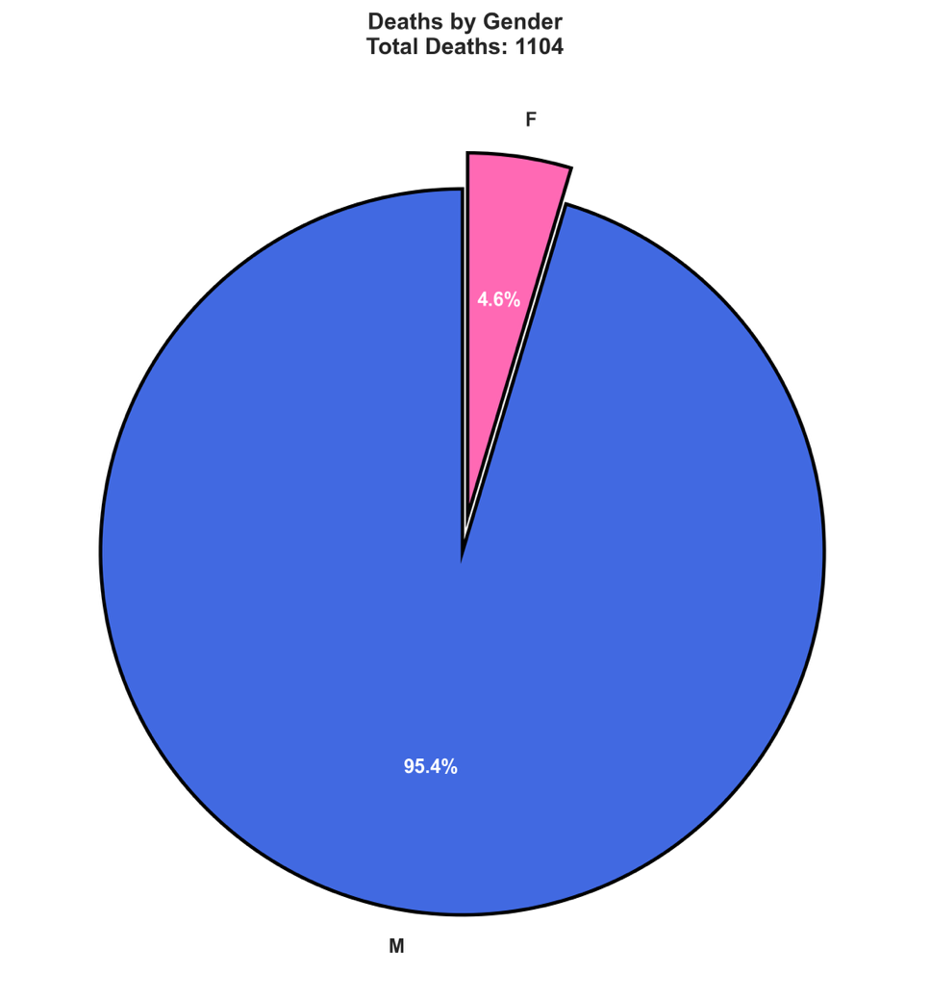 Deaths by Gender
Total Deaths: 1104
F
4.6%
95.4%
M